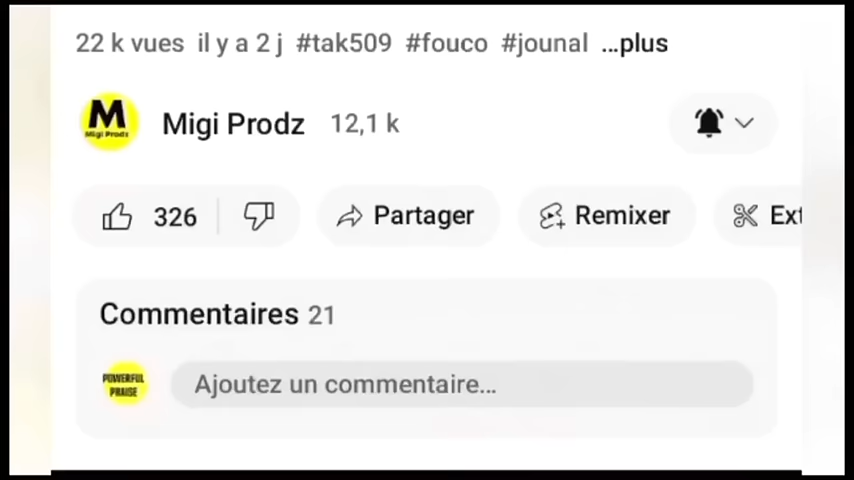 22 k vues il y a 2 j #tak509 #fouco #jounal ...plus
M
Migi Prodz
Migi Prodz 12,1 k
326 Partager Remixer Ext
Commentaires 21
POWERFUL
PRAISE
Ajoutez un commentaire...